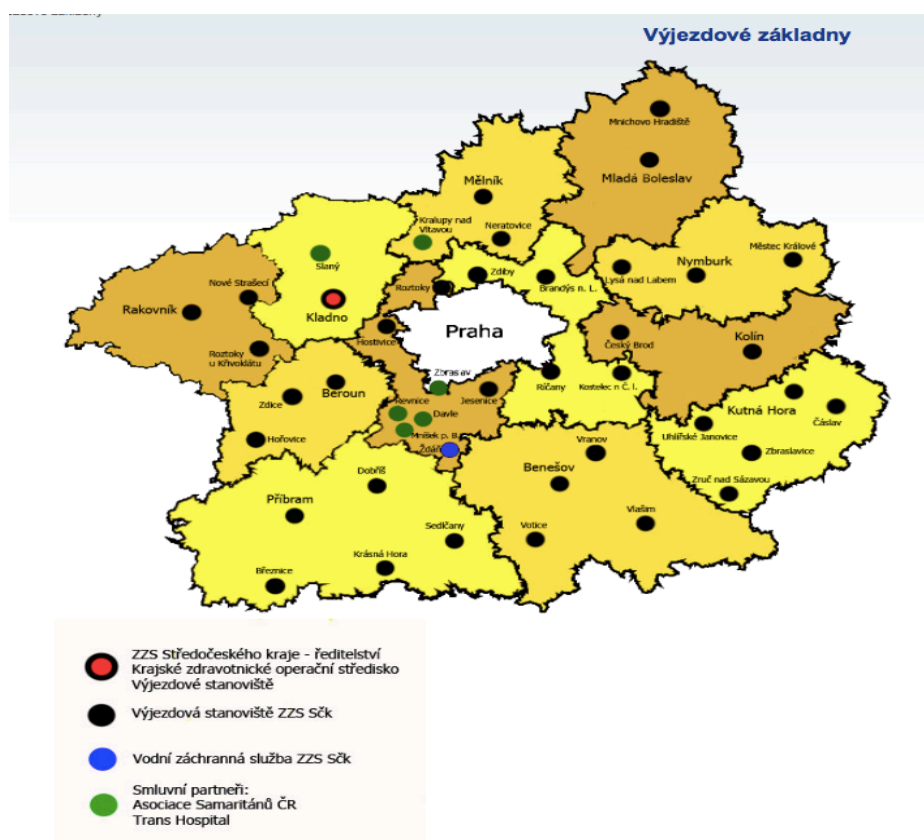 Výjezdové základny
Mnichovo Hradiště
Mladá Boleslav
Mělník
Kralupy nad
Vltavou
Neratovice
Městec Králové
Nymburk
Lysá nad Labem
Slaný
Zdiby
Brandýs n. L.
Nové Strašecí
Roztoky
Rakovník
Kladno
Hostivice
Praha
Český Brod
Kolín
Roztoky
u Křivoklátu
Zbraslav
Říčany
Kostelec n Č. l.
Beroun
Zdice
Řevnice
Jesenice
Davle
Mníšek p. B.
Hořovice
Kutná Hora
Čáslav
Uhlířské Janovice
Vranov
Zbraslavice
Dobříš
Benešov
Zruč nad Sázavou
Příbram
Sedlčany
Votice
Vlašim
Krásná Hora
Březnice
ZZS Středočeského kraje - ředitelství
Krajské zdravotnické operační středisko
Výjezdové stanoviště
Výjezdová stanoviště ZZS Sčk
Vodní záchranná služba ZZS Sčk
Smluvní partneři:
Asociace Samaritánů ČR
Trans Hospital